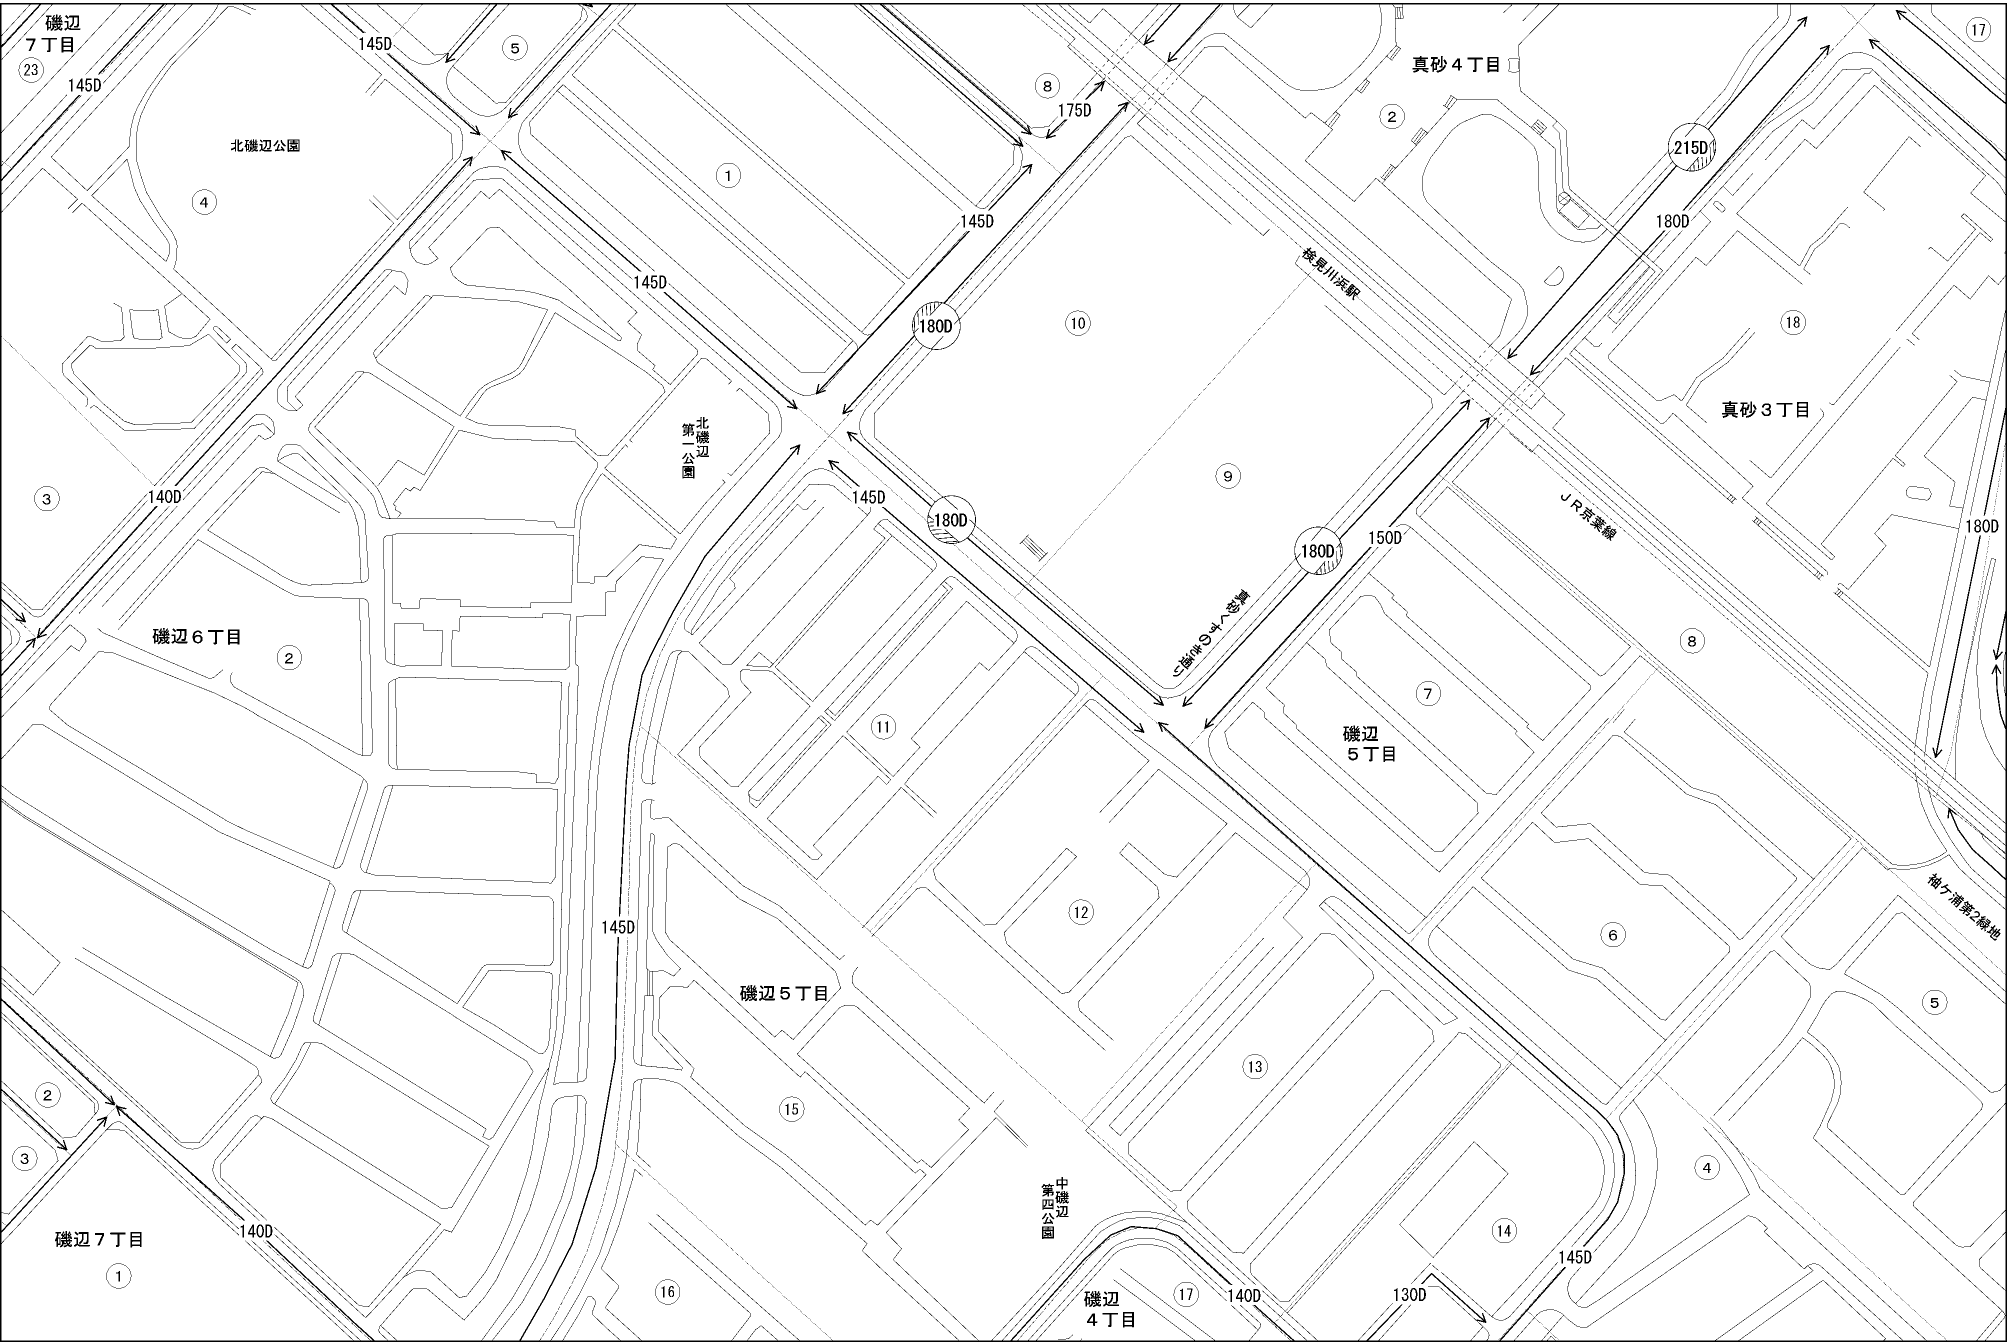 磯辺
７丁目
23
145D
145D
5
北磯辺公園
4
1
145D
145D
8
175D
真砂４丁目
2
17
215D
180D
180D
検見川浜駅
10
18
真砂３丁目
北磯辺
第一公園
9
3
140D
145D
180D
180D
150D
ＪＲ京葉線
180D
真砂くすのき通り
磯辺６丁目
2
8
7
11
磯辺
５丁目
145D
12
6
袖ケ浦第2緑地
5
磯辺５丁目
13
15
2
3
4
中磯辺
第四公園
14
140D
磯辺７丁目
1
145D
16
磯辺
４丁目
17
140D
130D